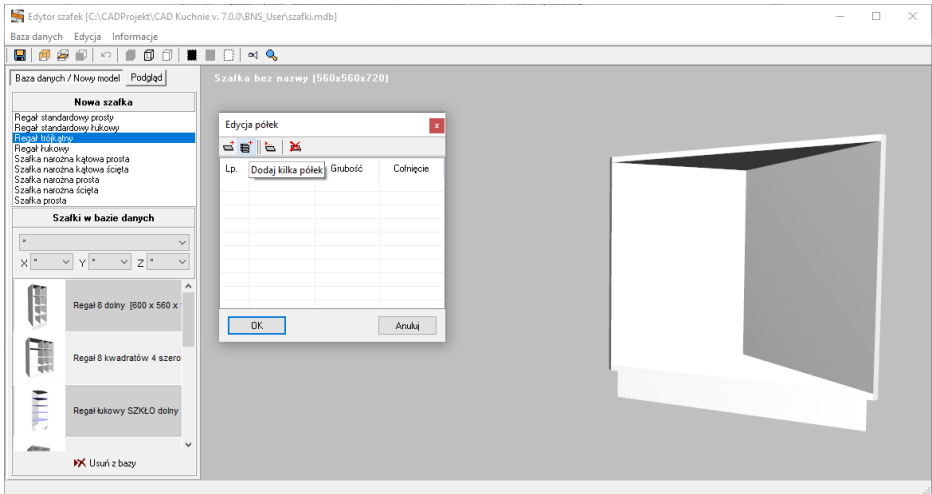 Edytor szafek [C:\CADProjekt\CAD Kuchnie v. 7.0.0\BNS_User\szafki.mdb]
Baza danych Edycja Informacje
Baza danych / Nowy model Podgląd
Szafka bez nazwy (560x560x720)
Nowa szafka
Regał standardowy prosty
Regał standardowy łukowy
Regał trójkątny
Regał łukowy
Szafka narożna kątowa prosta
Szafka narożna kątowa ścięta
Szafka narożna prosta
Szafka narożna ścięta
Szafka prosta
Szafki w bazie danych
*
X * Y * Z *
Regał 8 dolny [600 x 560 x
Regał 8 kwadratów 4 szero
Regał łukowy SZKŁO dolny
Usuń z bazy
Edycja półek
Lp. Dodaj kilka półek Grubość Cofnięcie
OK Anuluj